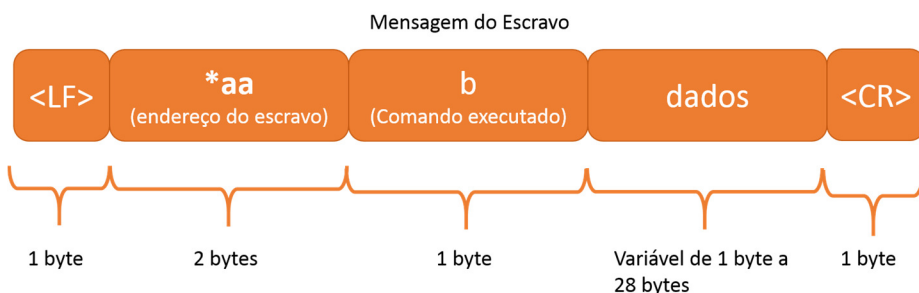 Mensagem do Escravo
<LF>
*aa
(endereço do escravo)
b
(Comando executado)
dados
<CR>
1 byte
2 bytes
1 byte
Variável de 1 byte a
28 bytes
1 byte